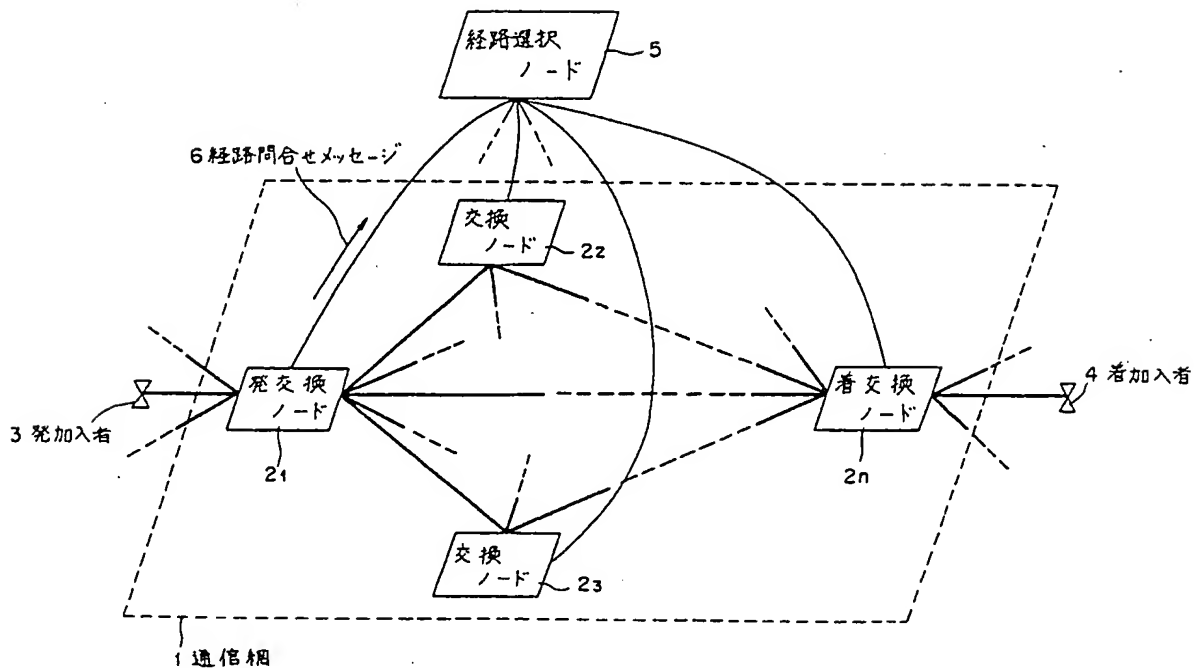 経路選択
ノード
5
6経路問合せメッセージ
交換
ノード
22
発交換
ノード
21
3 発加入者
着交換
ノード
2n
4 着加入者
交換
ノード
23
1 通信網